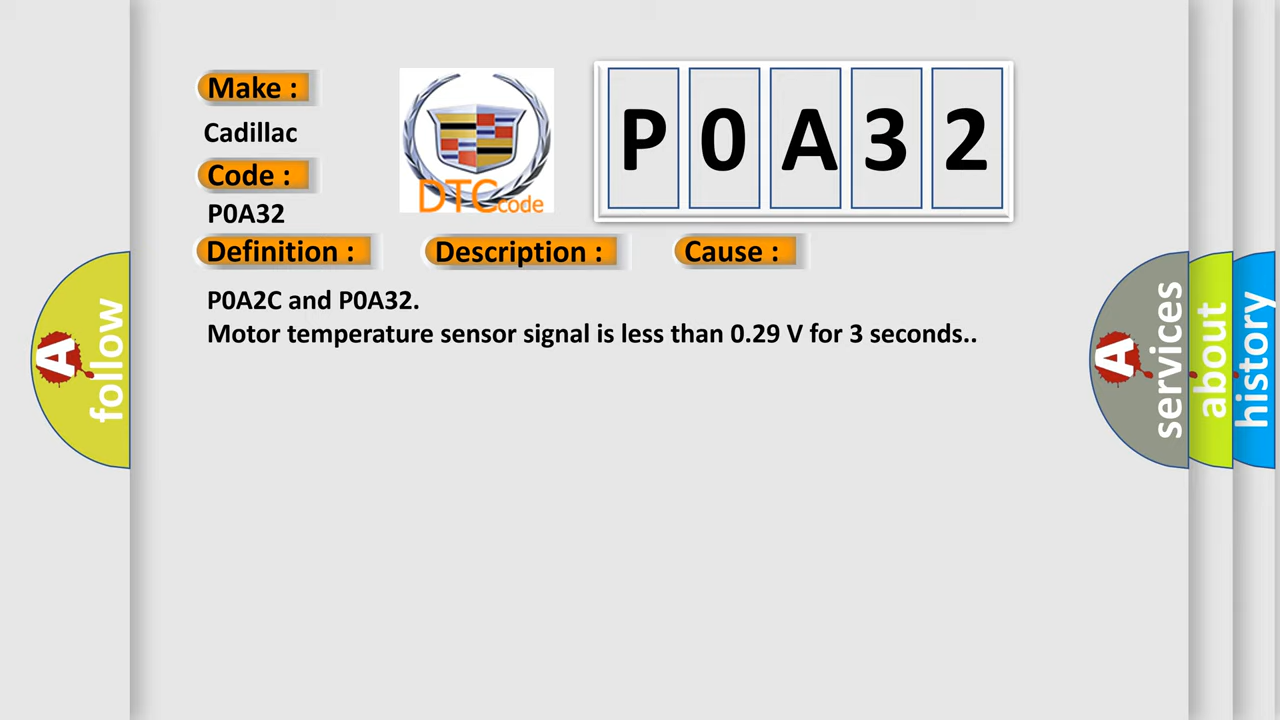 Make :
Cadillac
Code :
P0A32
DTCcode
P 0 A 3 2
Definition :
Description :
Cause :
P0A2C and P0A32.
Motor temperature sensor signal is less than 0.29 V for 3 seconds..
A follow
A services
about
history